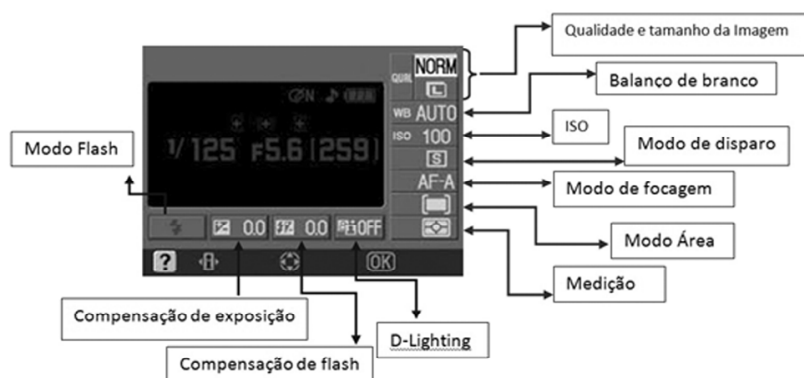 Qualidade e tamanho da Imagem
NORM
QUAL
L
Balanço de branco
WB AUTO
ISO 100
ISO
S
Modo de disparo
AF-A
Modo de focagem
Modo Área
Medição
N
1/125 F5.6 [259]
Modo Flash
0.0 0.0 OFF
? OK
Compensação de exposição
D-Lighting
Compensação de flash